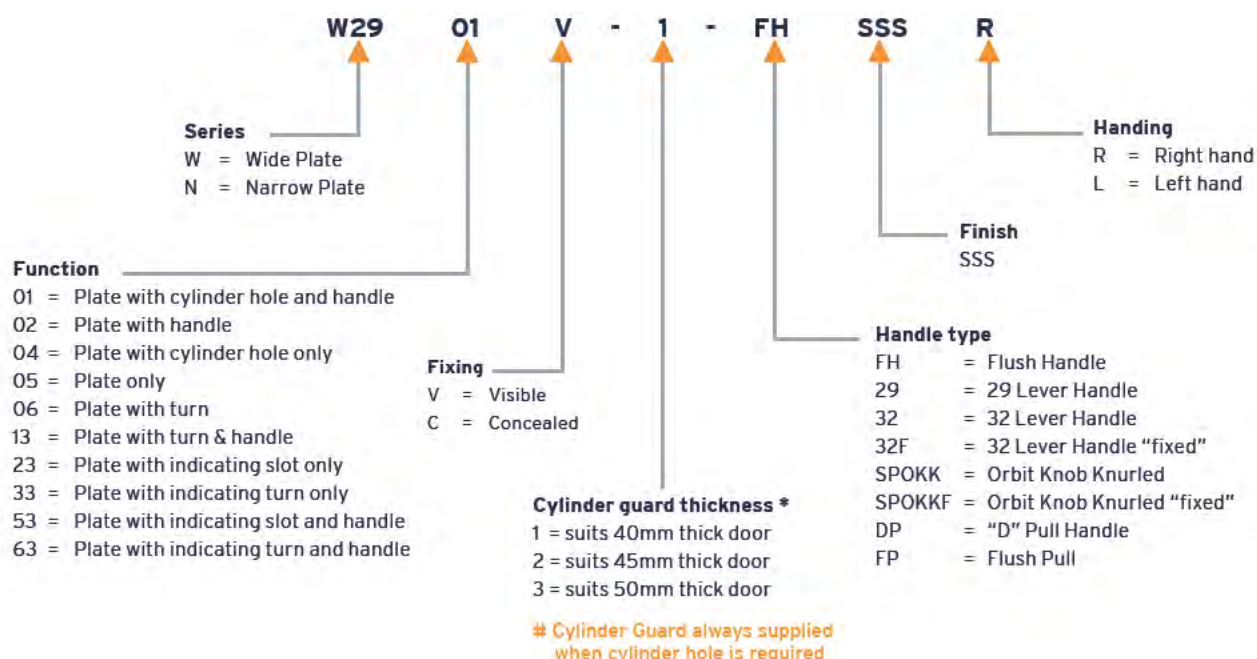 W29 01 V - 1 - FH SSS R
Series
W = Wide Plate
N = Narrow Plate
Handing
R = Right hand
L = Left hand
Finish
SSS
Function
01 = Plate with cylinder hole and handle
02 = Plate with handle
04 = Plate with cylinder hole only
05 = Plate only
06 = Plate with turn
13 = Plate with turn & handle
23 = Plate with indicating slot only
33 = Plate with indicating turn only
53 = Plate with indicating slot and handle
63 = Plate with indicating turn and handle
Fixing
V = Visible
C = Concealed
Handle type
FH = Flush Handle
29 = 29 Lever Handle
32 = 32 Lever Handle
32F = 32 Lever Handle "fixed"
SPOKK = Orbit Knob Knurled
SPOKKF = Orbit Knob Knurled "fixed"
DP = "D" Pull Handle
FP = Flush Pull
Cylinder guard thickness *
1 = suits 40mm thick door
2 = suits 45mm thick door
3 = suits 50mm thick door
# Cylinder Guard always supplied
when cylinder hole is required